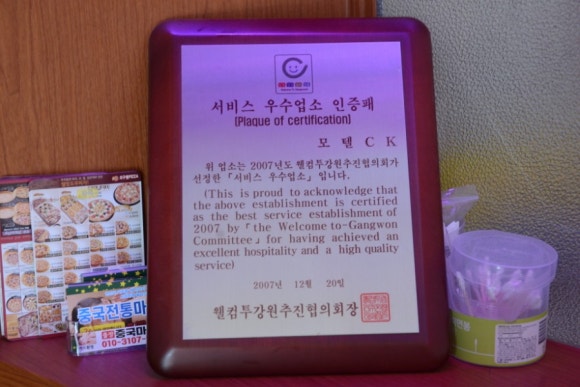 서비스 우수업소 인증패
[Plaque of certification]
모 텔 C K
위 업소는 2007년도 웰컴투강원추진협의회가
선정한 「서비스 우수업소」입니다.
(This is proud to acknowledge that
the above establishment is certified
as the best service establishment of
2007 by 「the Welcome to-Gangwon
Committee」 for having achieved an
excellent hospitality and a high quality
service)
2007년 12월 20일
웰컴투강원추진협의회장
중국전통마
중국마
010-3107-